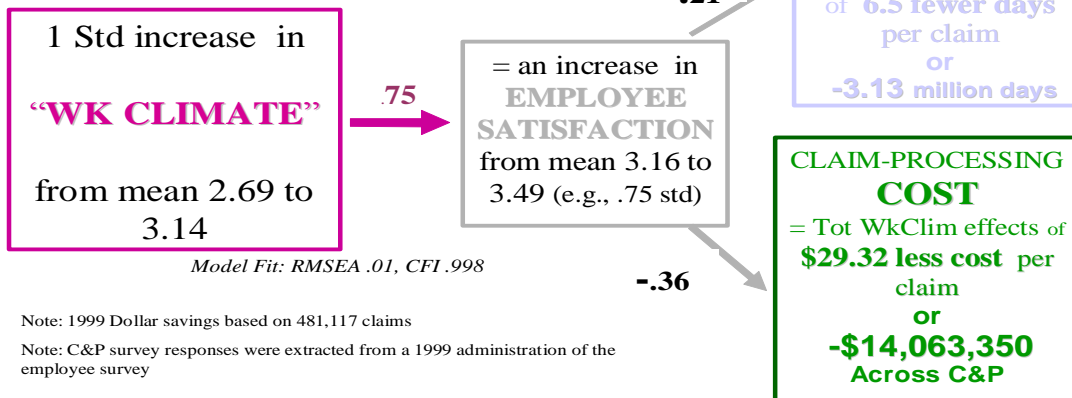 1 Std increase in
“WK CLIMATE”
from mean 2.69 to
3.14
.75
= an increase in
EMPLOYEE
SATISFACTION
from mean 3.16 to
3.49 (e.g., .75 std)
of 6.5 fewer days
per claim
or
-3.13 million days
-.36
CLAIM-PROCESSING
COST
= Tot WkClim effects of
$29.32 less cost per
claim
or
-$14,063,350
Across C&P
Model Fit: RMSEA .01, CFI .998
Note: 1999 Dollar savings based on 481,117 claims
Note: C&P survey responses were extracted from a 1999 administration of the
employee survey